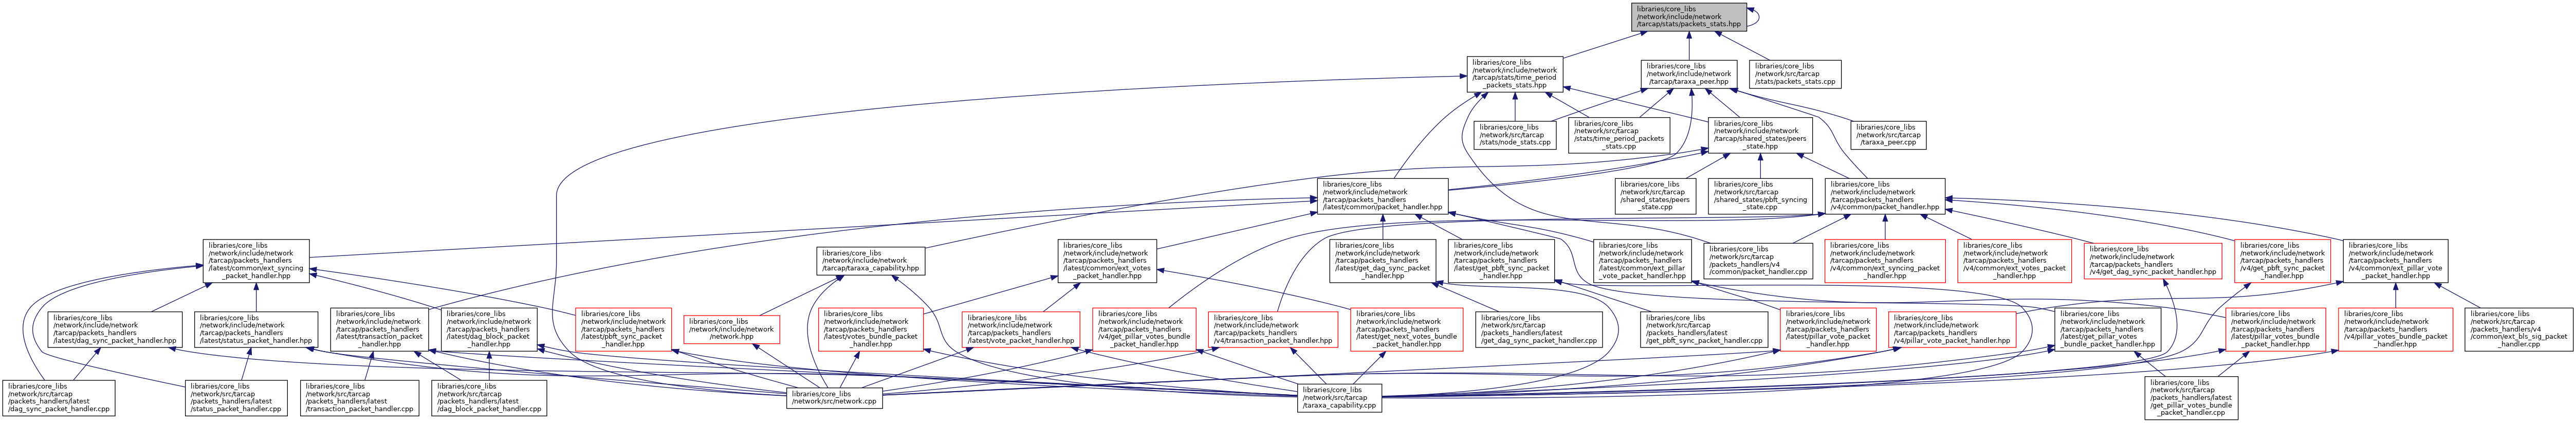 libraries/core_libs
/network/include/network
/tarcap/stats/packets_stats.hpp
libraries/core_libs
/network/include/network
/tarcap/stats/time_period
_packets_stats.hpp
libraries/core_libs
/network/include/network
/tarcap/taraxa_peer.hpp
libraries/core_libs
/network/src/tarcap
/stats/packets_stats.cpp
libraries/core_libs
/network/src/tarcap
/stats/node_stats.cpp
libraries/core_libs
/network/src/tarcap
/stats/time_period_packets
_stats.cpp
libraries/core_libs
/network/include/network
/tarcap/shared_states/peers
_state.hpp
libraries/core_libs
/network/src/tarcap
/taraxa_peer.cpp
libraries/core_libs
/network/include/network
/tarcap/packets_handlers
/latest/common/packet_handler.hpp
libraries/core_libs
/network/src/tarcap
/shared_states/peers
_state.cpp
libraries/core_libs
/network/src/tarcap
/shared_states/pbft_syncing
_state.cpp
libraries/core_libs
/network/include/network
/tarcap/packets_handlers
/v4/common/packet_handler.hpp
libraries/core_libs
/network/include/network
/tarcap/packets_handlers
/latest/common/ext_syncing
_packet_handler.hpp
libraries/core_libs
/network/include/network
/tarcap/taraxa_capability.hpp
libraries/core_libs
/network/include/network
/tarcap/packets_handlers
/latest/common/ext_votes
_packet_handler.hpp
libraries/core_libs
/network/include/network
/tarcap/packets_handlers
/latest/get_dag_sync_packet
_handler.hpp
libraries/core_libs
/network/include/network
/tarcap/packets_handlers
/latest/get_pbft_sync_packet
_handler.hpp
libraries/core_libs
/network/include/network
/tarcap/packets_handlers
/latest/common/ext_pillar
_vote_packet_handler.hpp
libraries/core_libs
/network/src/tarcap
/packets_handlers/v4
/common/packet_handler.cpp
libraries/core_libs
/network/include/network
/tarcap/packets_handlers
/v4/common/ext_syncing_packet
_handler.hpp
libraries/core_libs
/network/include/network
/tarcap/packets_handlers
/v4/common/ext_votes_packet
_handler.hpp
libraries/core_libs
/network/include/network
/tarcap/packets_handlers
/v4/get_dag_sync_packet_handler.hpp
libraries/core_libs
/network/include/network
/tarcap/packets_handlers
/v4/get_pbft_sync_packet
_handler.hpp
libraries/core_libs
/network/include/network
/tarcap/packets_handlers
/v4/common/ext_pillar_vote
_packet_handler.hpp
libraries/core_libs
/network/include/network
/tarcap/packets_handlers
/latest/dag_sync_packet_handler.hpp
libraries/core_libs
/network/include/network
/tarcap/packets_handlers
/latest/status_packet_handler.hpp
libraries/core_libs
/network/include/network
/tarcap/packets_handlers
/latest/transaction_packet
_handler.hpp
libraries/core_libs
/network/include/network
/tarcap/packets_handlers
/latest/dag_block_packet
_handler.hpp
libraries/core_libs
/network/include/network
/tarcap/packets_handlers
/latest/pbft_sync_packet
_handler.hpp
libraries/core_libs
/network/include/network
/network.hpp
libraries/core_libs
/network/include/network
/tarcap/packets_handlers
/latest/votes_bundle_packet
_handler.hpp
libraries/core_libs
/network/include/network
/tarcap/packets_handlers
/latest/vote_packet_handler.hpp
libraries/core_libs
/network/include/network
/tarcap/packets_handlers
/v4/get_pillar_votes_bundle
_packet_handler.hpp
libraries/core_libs
/network/include/network
/tarcap/packets_handlers
/v4/transaction_packet_handler.hpp
libraries/core_libs
/network/include/network
/tarcap/packets_handlers
/latest/get_next_votes_bundle
_packet_handler.hpp
libraries/core_libs
/network/src/tarcap
/packets_handlers/latest
/get_dag_sync_packet_handler.cpp
libraries/core_libs
/network/src/tarcap
/packets_handlers/latest
/get_pbft_sync_packet_handler.cpp
libraries/core_libs
/network/include/network
/tarcap/packets_handlers
/latest/pillar_vote_packet
_handler.hpp
libraries/core_libs
/network/include/network
/tarcap/packets_handlers
/v4/pillar_vote_packet_handler.hpp
libraries/core_libs
/network/include/network
/tarcap/packets_handlers
/latest/get_pillar_votes
_bundle_packet_handler.hpp
libraries/core_libs
/network/include/network
/tarcap/packets_handlers
/latest/pillar_votes_bundle
_packet_handler.hpp
libraries/core_libs
/network/include/network
/tarcap/packets_handlers
/v4/pillar_votes_bundle_packet
_handler.hpp
libraries/core_libs
/network/src/tarcap
/packets_handlers/v4
/common/ext_bls_sig_packet
_handler.cpp
libraries/core_libs
/network/src/tarcap
/packets_handlers/latest
/dag_sync_packet_handler.cpp
libraries/core_libs
/network/src/tarcap
/packets_handlers/latest
/status_packet_handler.cpp
libraries/core_libs
/network/src/tarcap
/packets_handlers/latest
/transaction_packet_handler.cpp
libraries/core_libs
/network/src/tarcap
/packets_handlers/latest
/dag_block_packet_handler.cpp
libraries/core_libs
/network/src/network.cpp
libraries/core_libs
/network/src/tarcap
/taraxa_capability.cpp
libraries/core_libs
/network/src/tarcap
/packets_handlers/latest
/get_pillar_votes_bundle
_packet_handler.cpp